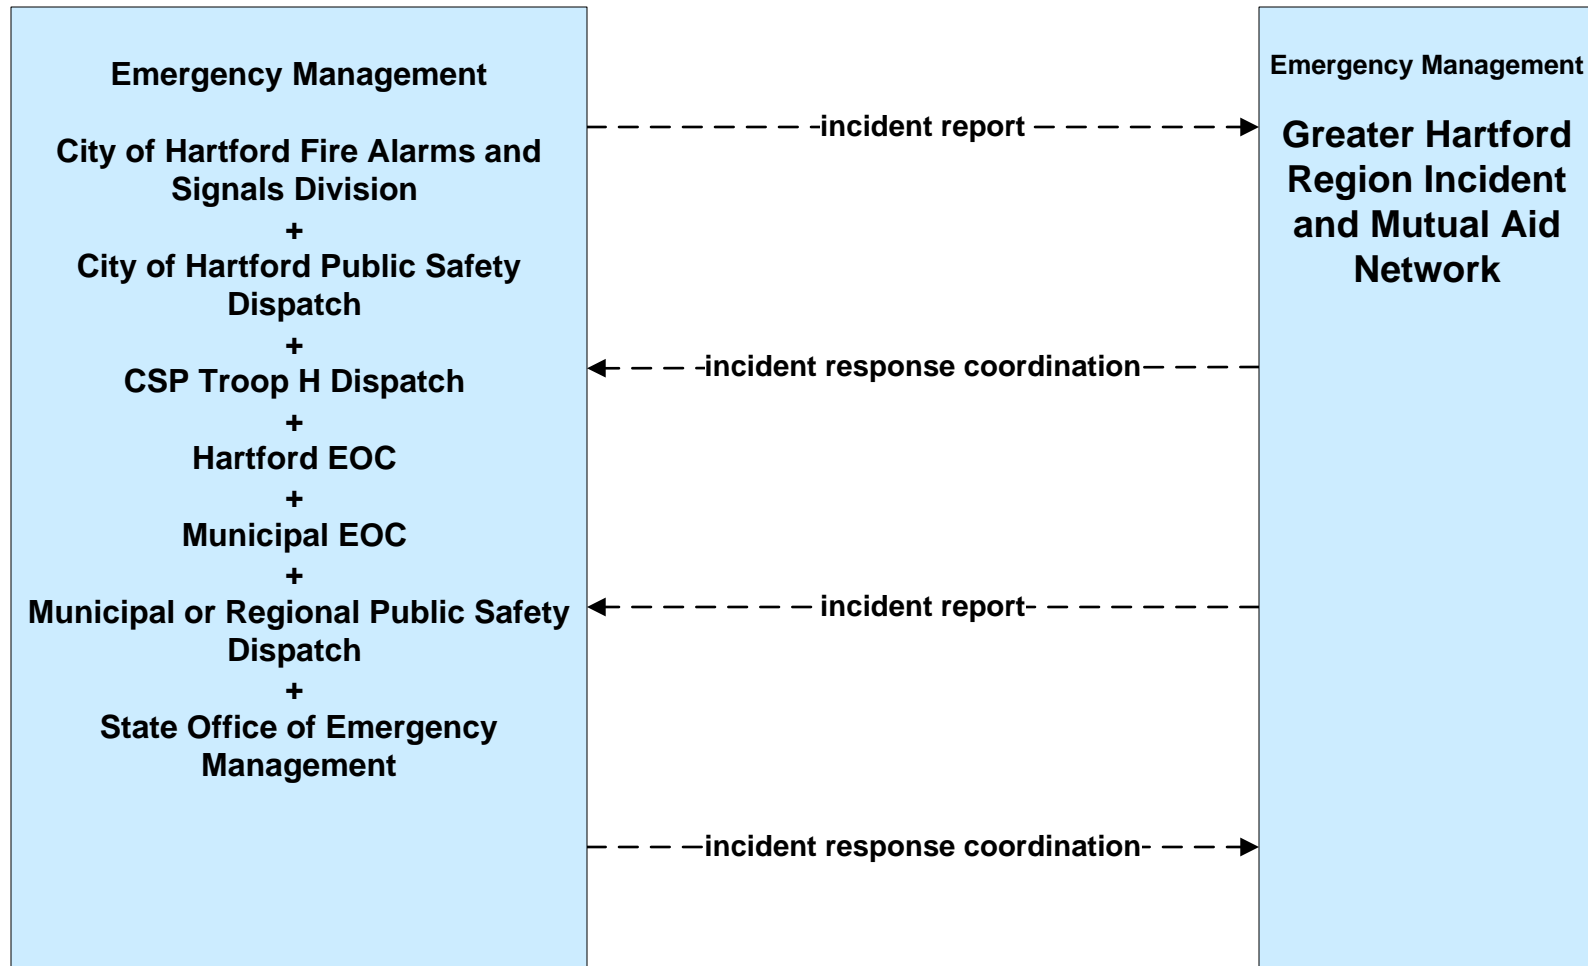 Emergency Management
City of Hartford Fire Alarms and
Signals Division
+
City of Hartford Public Safety
Dispatch
+
CSP Troop H Dispatch
+
Hartford EOC
+
Municipal EOC
+
Municipal or Regional Public Safety
Dispatch
+
State Office of Emergency
Management
incident report
incident response coordination
incident report
incident response coordination
Emergency Management
Greater Hartford
Region Incident
and Mutual Aid
Network